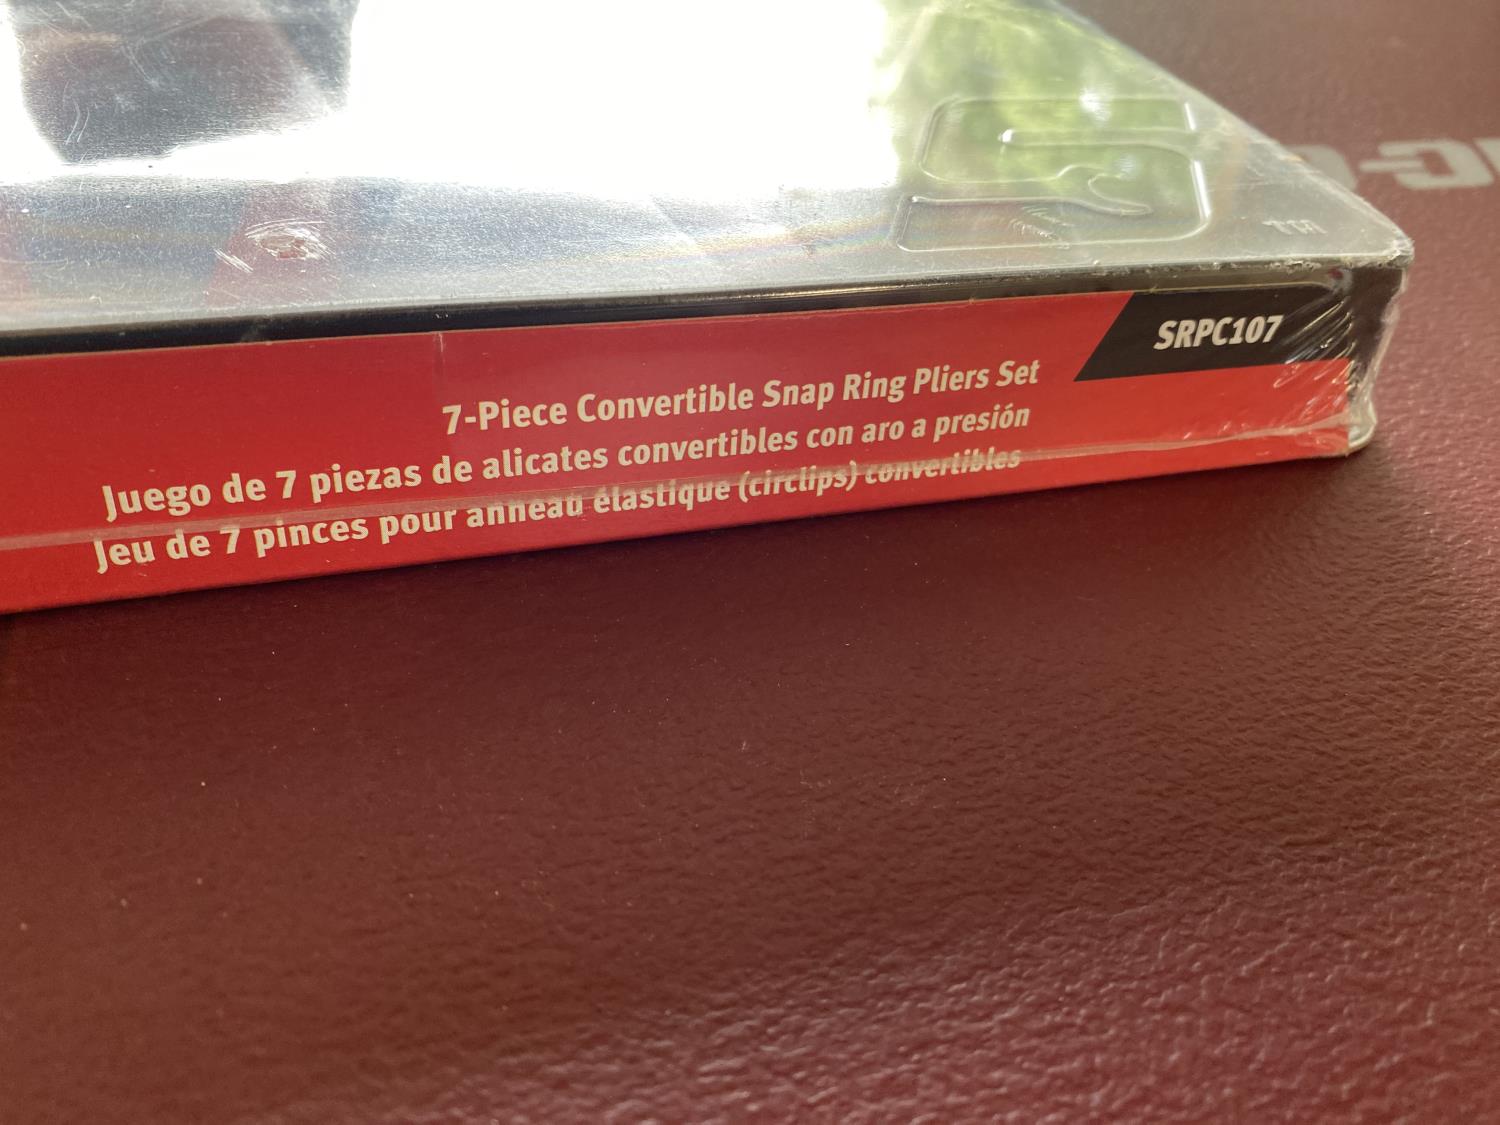 SRPC107
7-Piece Convertible Snap Ring Pliers Set
Juego de 7 piezas de alicates convertibles con aro a presión
Jeu de 7 pinces pour anneau élastique (circlips) convertibles